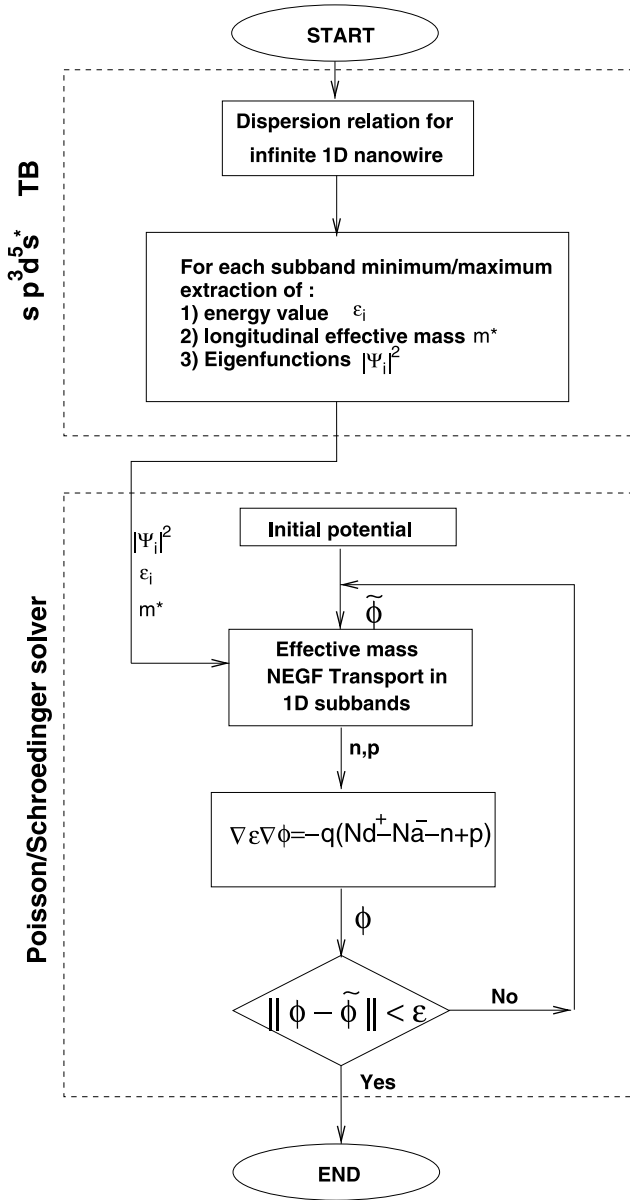 START
s p³d⁵s* TB
Dispersion relation for
infinite 1D nanowire
For each subband minimum/maximum
extraction of :
1) energy value εᵢ
2) longitudinal effective mass m*
3) Eigenfunctions |Ψᵢ|²
Poisson/Schroedinger solver
|Ψᵢ|²
εᵢ
m*
Initial potential
ϕ̃
Effective mass
NEGF Transport in
1D subbands
n,p
∇ε∇ϕ=−q(Nd⁺−Na⁻−n+p)
ϕ
|| ϕ − ϕ̃ || < ε
No
Yes
END